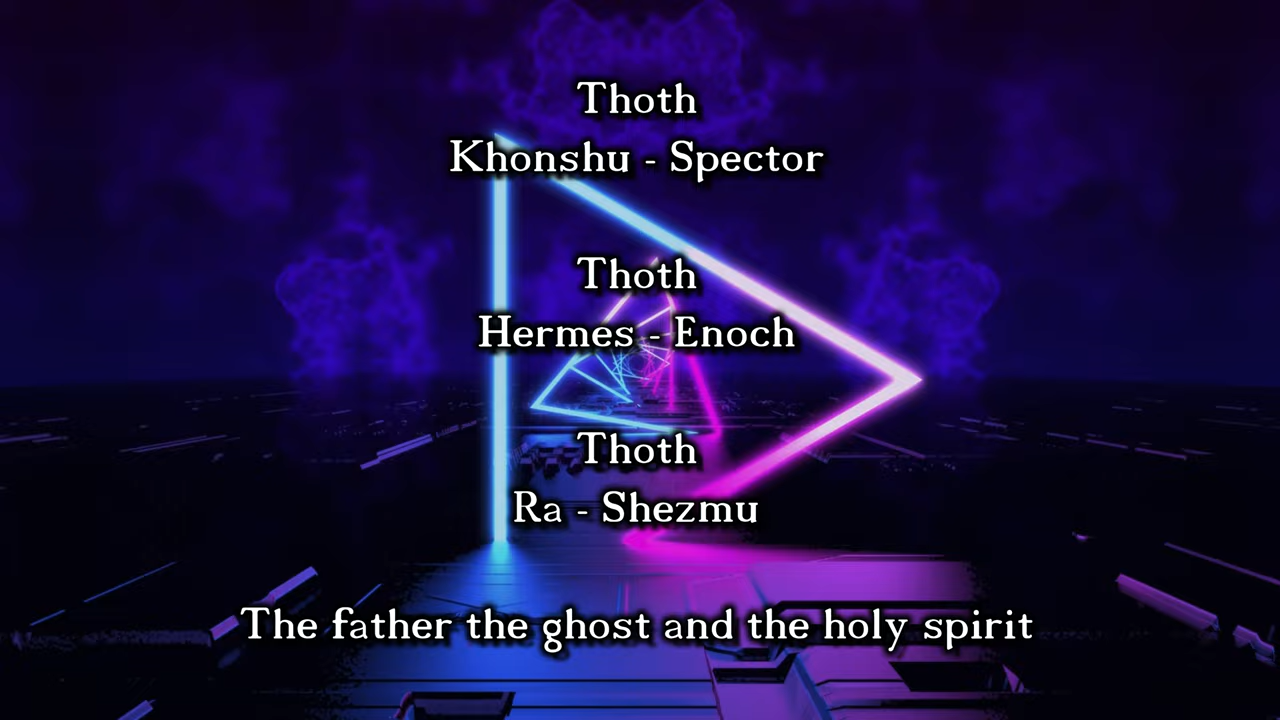 Thoth
Khonshu - Spector
Thoth
Hermes - Enoch
Thoth
Ra - Shezmu
The father the ghost and the holy spirit